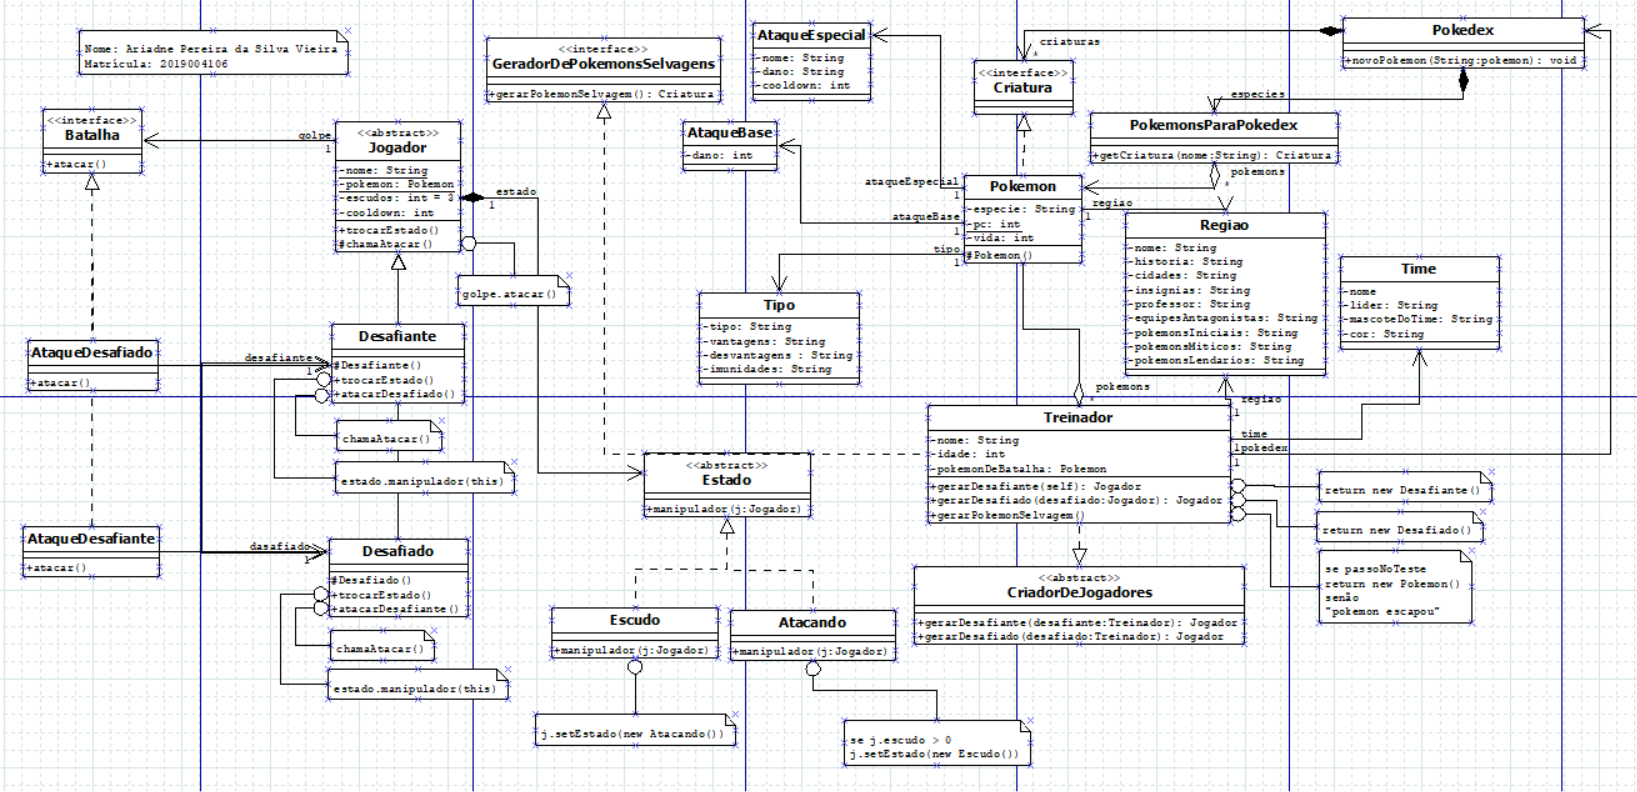 Nome: Ariadne Pereira da Silva Vieira
Matrícula: 2019004106
<<interface>>
Batalha
+atacar()
golpe
1
<<abstract>>
Jogador
-nome: String
-pokemon: Pokemon
-escudos: int = 3
-cooldown: int
+trocarEstado()
#chamaAtacar()
estado
1
golpe.atacar()
<<interface>>
GeradorDePokemonsSelvagens
+gerarPokemonSelvagem(): Criatura
AtaqueEspecial
-nome: String
-dano: String
-cooldown: int
AtaqueBase
-dano: int
criaturas
*
<<interface>>
Criatura
Pokedex
+novoPokemon(String:pokemon): void
especies
*
PokemonsParaPokedex
+getCriatura(nome:String): Criatura
pokemons
*
ataqueEspecial
1
ataqueBase
1
tipo
1
Pokemon
-especie: String
-pc: int
-vida: int
#Pokemon()
regiao
1
Regiao
-nome: String
-historia: String
-cidades: String
-insignias: String
-professor: String
-equipesAntagonistas: String
-pokemonsIniciais: String
-pokemonsMiticos: String
-pokemonsLendarios: String
Time
-nome
-lider: String
-mascoteDoTime: String
-cor: String
Tipo
-tipo: String
-vantagens: String
-desvantagens : String
-imunidades: String
AtaqueDesafiado
+atacar()
desafiante
1
Desafiante
#Desafiante()
+trocarEstado()
+atacarDesafiado()
chamaAtacar()
estado.manipulador(this)
AtaqueDesafiante
+atacar()
dasafiado
1
Desafiado
#Desafiado()
+trocarEstado()
+atacarDesafiante()
chamaAtacar()
estado.manipulador(this)
<<abstract>>
Estado
+manipulador(j:Jogador)
Escudo
+manipulador(j:Jogador)
Atacando
+manipulador(j:Jogador)
j.setEstado(new Atacando())
se j.escudo > 0
j.setEstado(new Escudo())
pokemons
*
Treinador
-nome: String
-idade: int
-pokemonDeBatalha: Pokemon
+gerarDesafiante(self): Jogador
+gerarDesafiado(desafiado:Jogador): Jogador
+gerarPokemonSelvagem()
regiao
1
time
1
pokedex
1
return new Desafiante()
return new Desafiado()
se passoNoTeste
return new Pokemon()
senão
"pokemon escapou"
<<abstract>>
CriadorDeJogadores
+gerarDesafiante(desafiante:Treinador): Jogador
+gerarDesafiado(desafiado:Treinador): Jogador